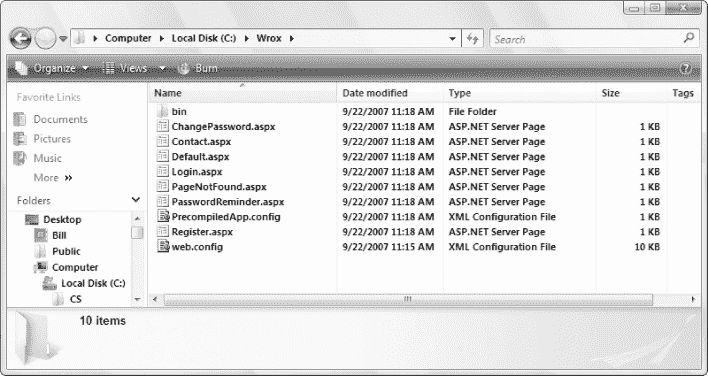 Computer Local Disk (C:) Wrox Search
Organize Views Burn
Favorite Links
Documents
Pictures
Music
More »
Folders
Desktop
Bill
Public
Computer
Local Disk (C:)
CS
Name Date modified Type Size Tags
bin 9/22/2007 11:18 AM File Folder
ChangePassword.aspx 9/22/2007 11:18 AM ASP.NET Server Page 1 KB
Contact.aspx 9/22/2007 11:18 AM ASP.NET Server Page 1 KB
Default.aspx 9/22/2007 11:18 AM ASP.NET Server Page 1 KB
Login.aspx 9/22/2007 11:18 AM ASP.NET Server Page 1 KB
PageNotFound.aspx 9/22/2007 11:18 AM ASP.NET Server Page 1 KB
PasswordReminder.aspx 9/22/2007 11:18 AM ASP.NET Server Page 1 KB
PrecompiledApp.config 9/22/2007 11:18 AM XML Configuration File 1 KB
Register.aspx 9/22/2007 11:18 AM ASP.NET Server Page 1 KB
web.config 9/22/2007 11:15 AM XML Configuration File 10 KB
10 items